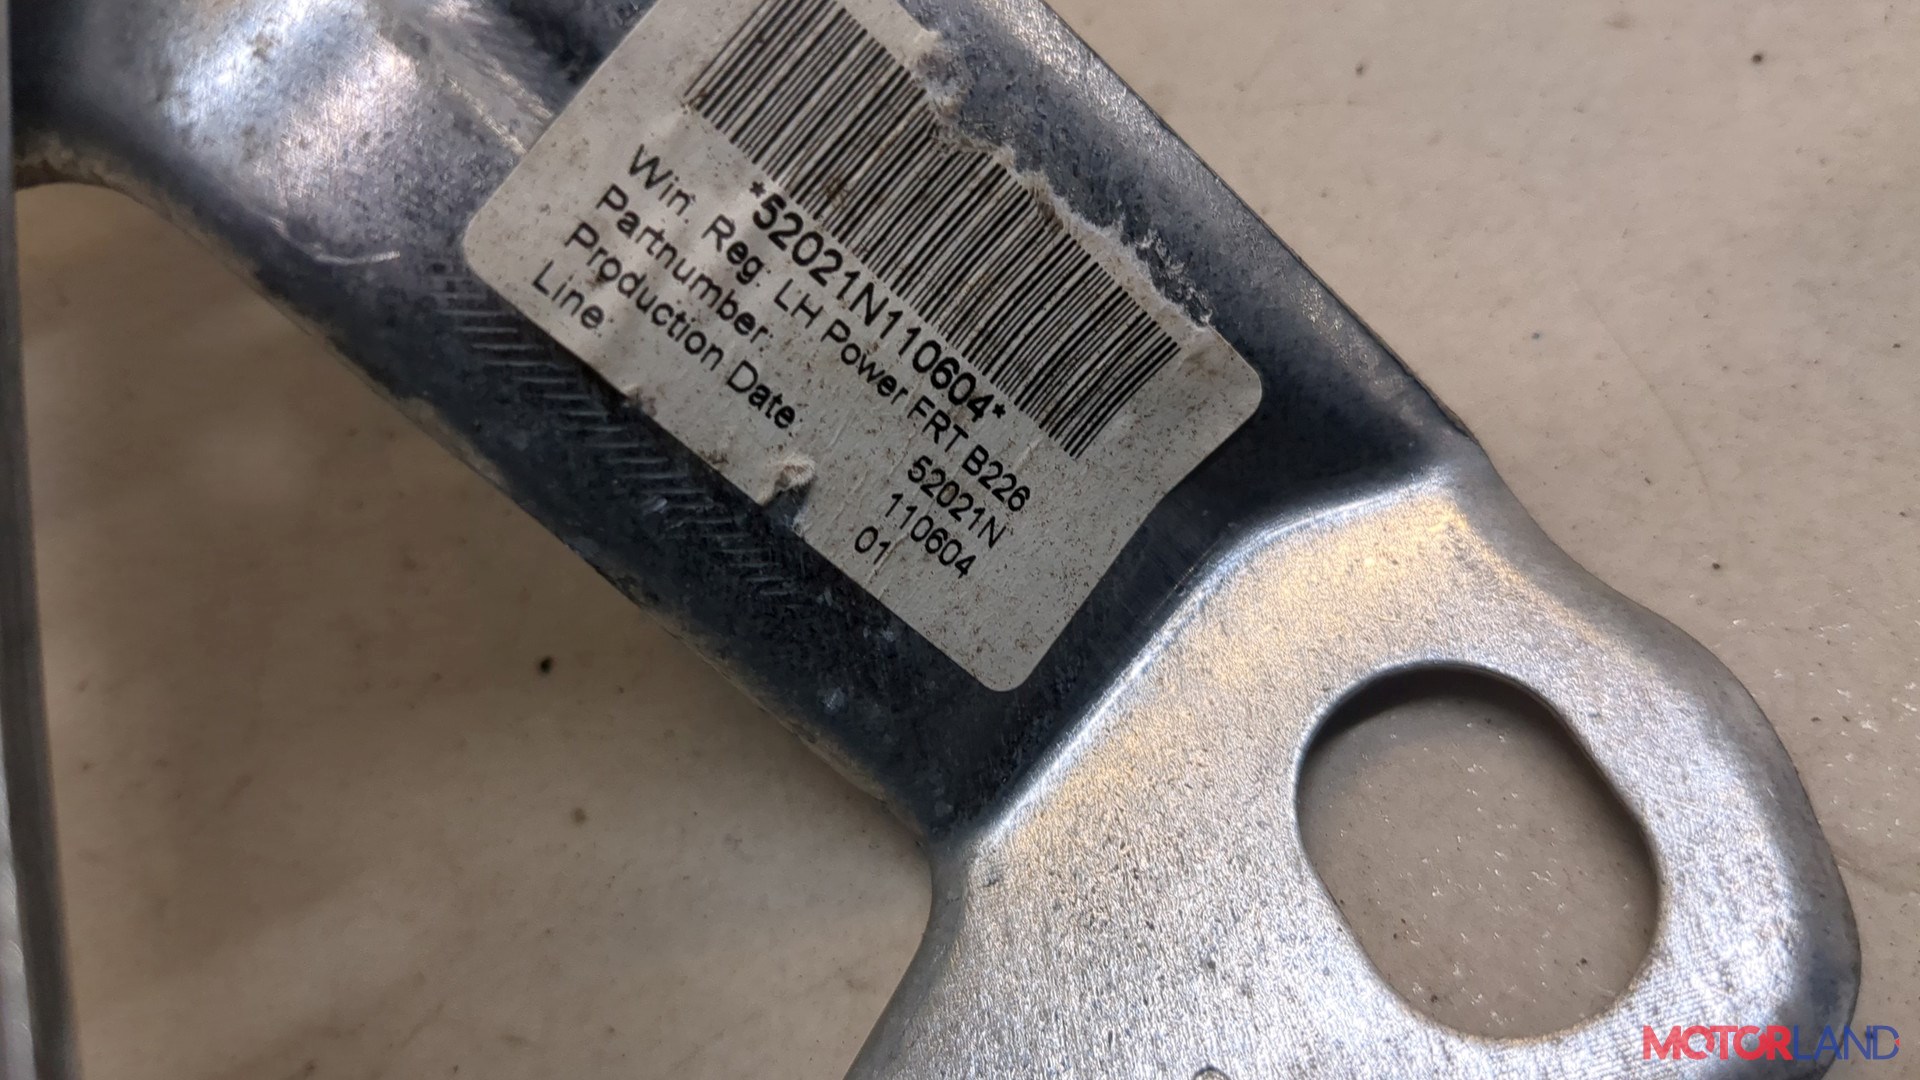 *52021N110604*
Win. Reg. LH Power FRT B226
Partnumber: 52021N
Production Date: 110604
Line: 01
MOTORLAND